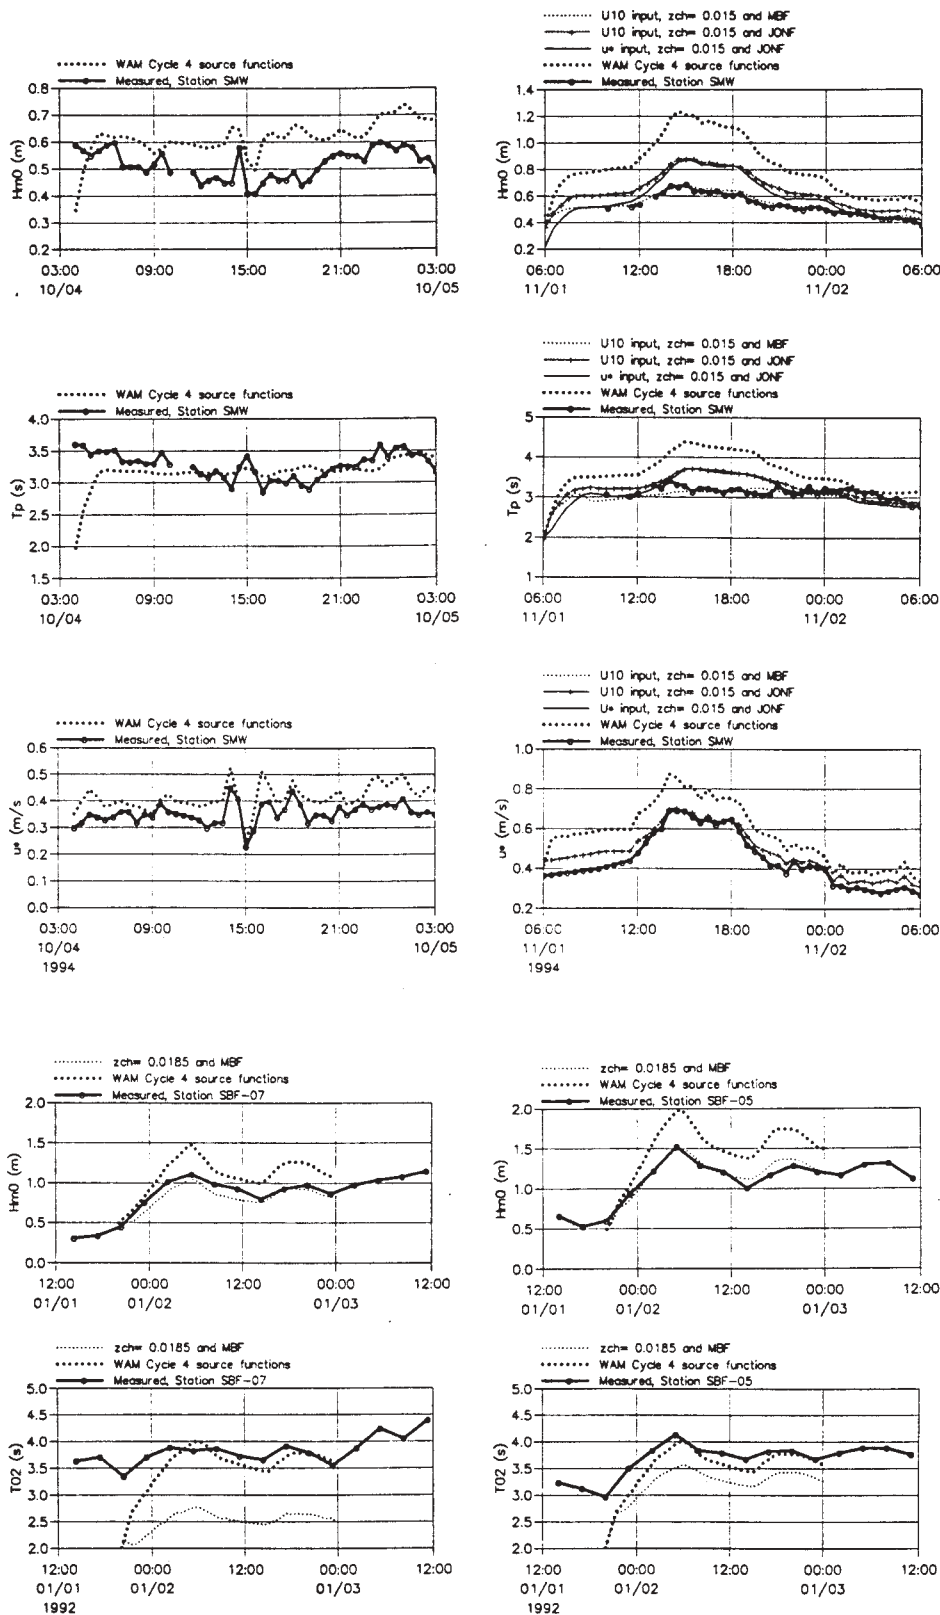 WAM Cycle 4 source functions
Measured, Station SMW
0.8
0.7
0.6
0.5
0.4
0.3
0.2
Hm0 (m)
03:00 09:00 15:00 21:00 03:00
10/04 10/05
U10 input, zch= 0.015 and MBF
U10 input, zch= 0.015 and JONF
u* input, zch= 0.015 and JONF
WAM Cycle 4 source functions
Measured, Station SMW
1.4
1.2
1.0
0.8
0.6
0.4
0.2
Hm0 (m)
06:00 12:00 18:00 00:00 06:00
11/01 11/02
WAM Cycle 4 source functions
Measured, Station SMW
4.0
3.5
3.0
2.5
2.0
1.5
Tp (s)
03:00 09:00 15:00 21:00 03:00
10/04 10/05
U10 input, zch= 0.015 and MBF
U10 input, zch= 0.015 and JONF
u* input, zch= 0.015 and JONF
WAM Cycle 4 source functions
Measured, Station SMW
5
4
3
2
1
Tp (s)
06:00 12:00 18:00 00:00 06:00
11/01 11/02
WAM Cycle 4 source functions
Measured, Station SMW
0.6
0.5
0.4
0.3
0.2
0.1
0.0
u* (m/s
03:00 09:00 15:00 21:00 03:00
10/04 10/05
1994
U10 input, zch= 0.015 and MBF
U10 input, zch= 0.015 and JONF
U* input, zch= 0.015 and JONF
WAM Cycle 4 source functions
Measured, Station SMW
1.0
0.8
0.6
0.4
0.2
u* (m/s)
06:00 12:00 18:00 00:00 06:00
11/01 11/02
1994
zch= 0.0185 and MBF
WAM Cycle 4 source functions
Measured, Station SBF-07
2.0
1.5
1.0
0.5
0.0
Hm0 (m)
12:00 00:00 12:00 00:00 12:00
01/01 01/02 01/03
zch= 0.0185 and MBF
WAM Cycle 4 source functions
Measured, Station SBF-05
2.0
1.5
1.0
0.5
0.0
Hm0 (m)
12:00 00:00 12:00 00:00 12:00
01/01 01/02 01/03
zch= 0.0185 and MBF
WAM Cycle 4 source functions
Measured, Station SBF-07
5.0
4.5
4.0
3.5
3.0
2.5
2.0
T02 (s)
12:00 00:00 12:00 00:00 12:00
01/01 01/02 01/03
1992
zch= 0.0185 and MBF
WAM Cycle 4 source functions
Measured, Station SBF-05
5.0
4.5
4.0
3.5
3.0
2.5
2.0
T02 (s)
12:00 00:00 12:00 00:00 12:00
01/01 01/02 01/03
1992